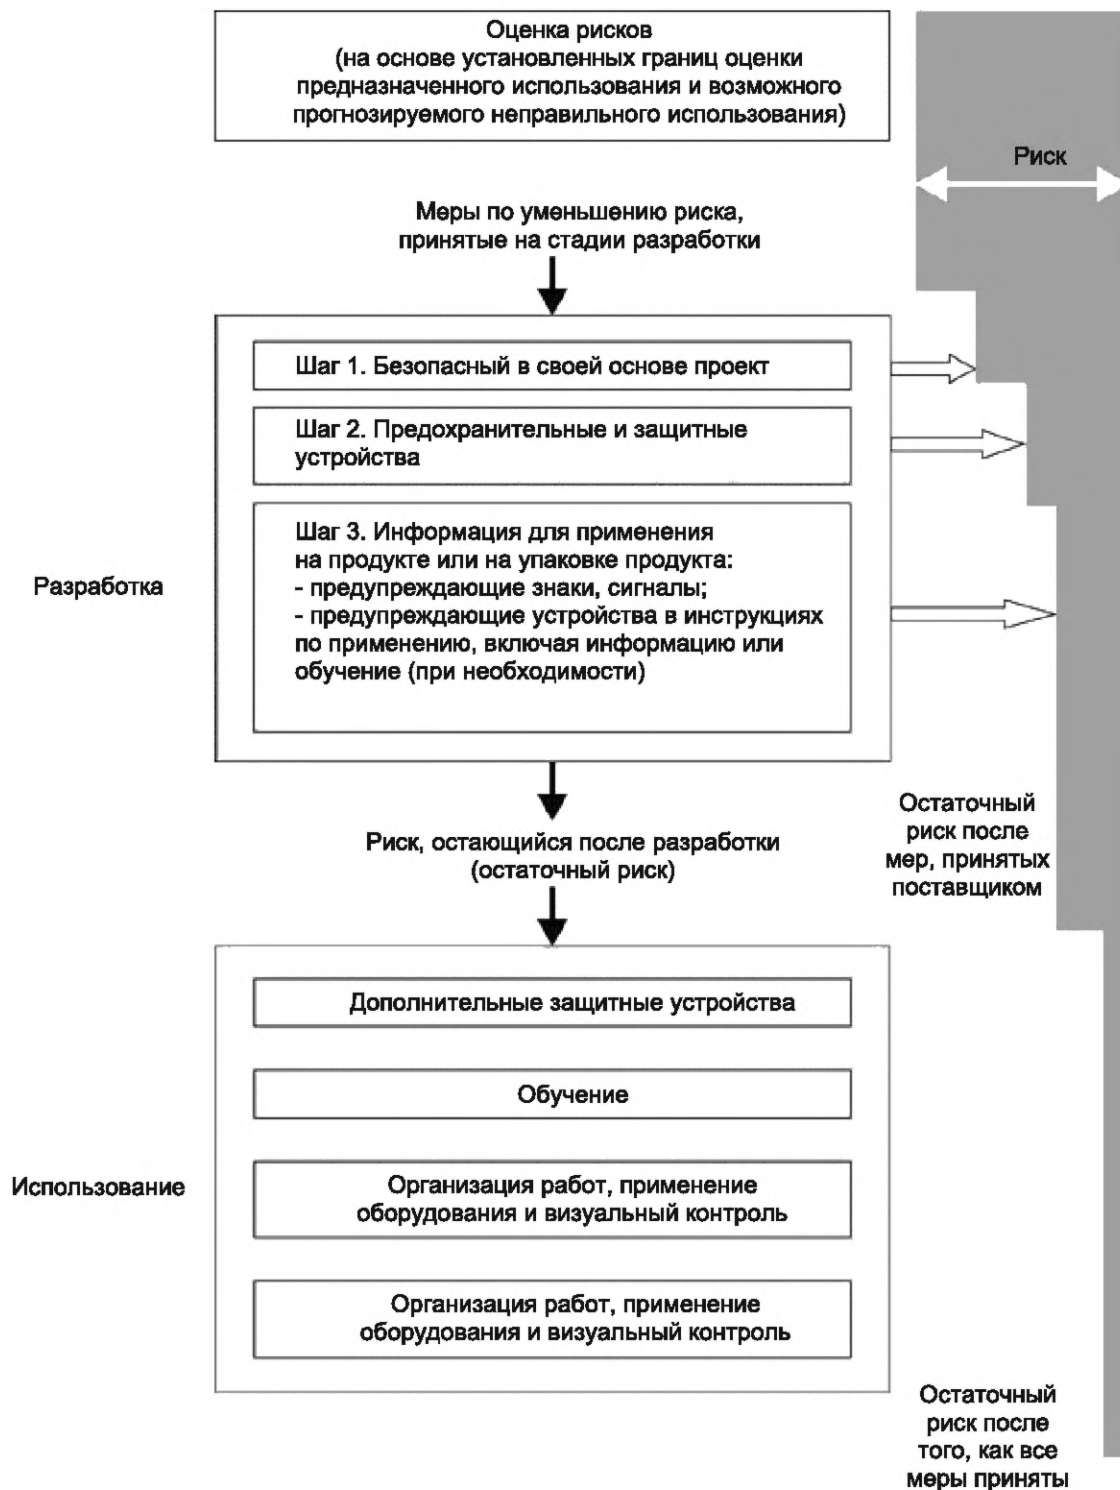 Оценка рисков
(на основе установленных границ оценки
предназначенного использования и возможного
прогнозируемого неправильного использования)
Риск
Меры по уменьшению риска,
принятые на стадии разработки
Шаг 1. Безопасный в своей основе проект
Шаг 2. Предохранительные и защитные
устройства
Шаг 3. Информация для применения
на продукте или на упаковке продукта:
- предупреждающие знаки, сигналы;
- предупреждающие устройства в инструкциях
по применению, включая информацию или
обучение (при необходимости)
Разработка
Остаточный
риск после
мер, принятых
поставщиком
Риск, остающийся после разработки
(остаточный риск)
Дополнительные защитные устройства
Обучение
Организация работ, применение
оборудования и визуальный контроль
Использование
Организация работ, применение
оборудования и визуальный контроль
Остаточный
риск после
того, как все
меры приняты